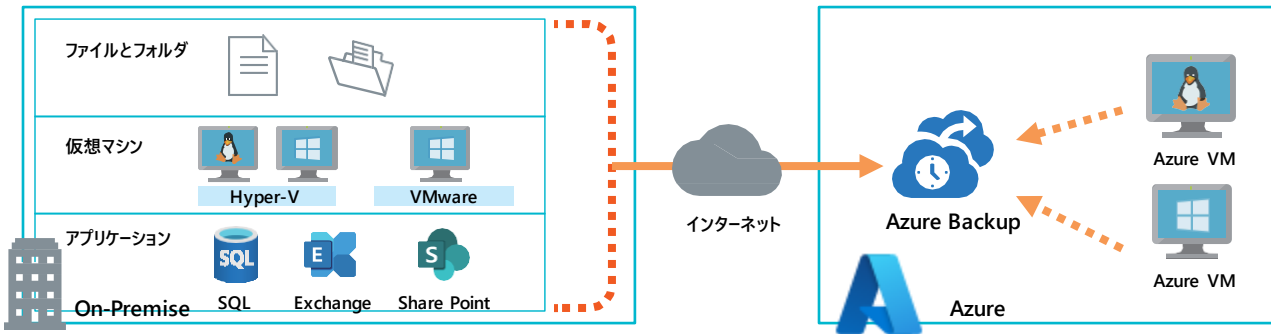 ファイルとフォルダ
仮想マシン
Hyper-V
VMware
アプリケーション
SQL
E
S
SQL
Exchange
Share Point
On-Premise
インターネット
Azure Backup
Azure VM
Azure VM
Azure